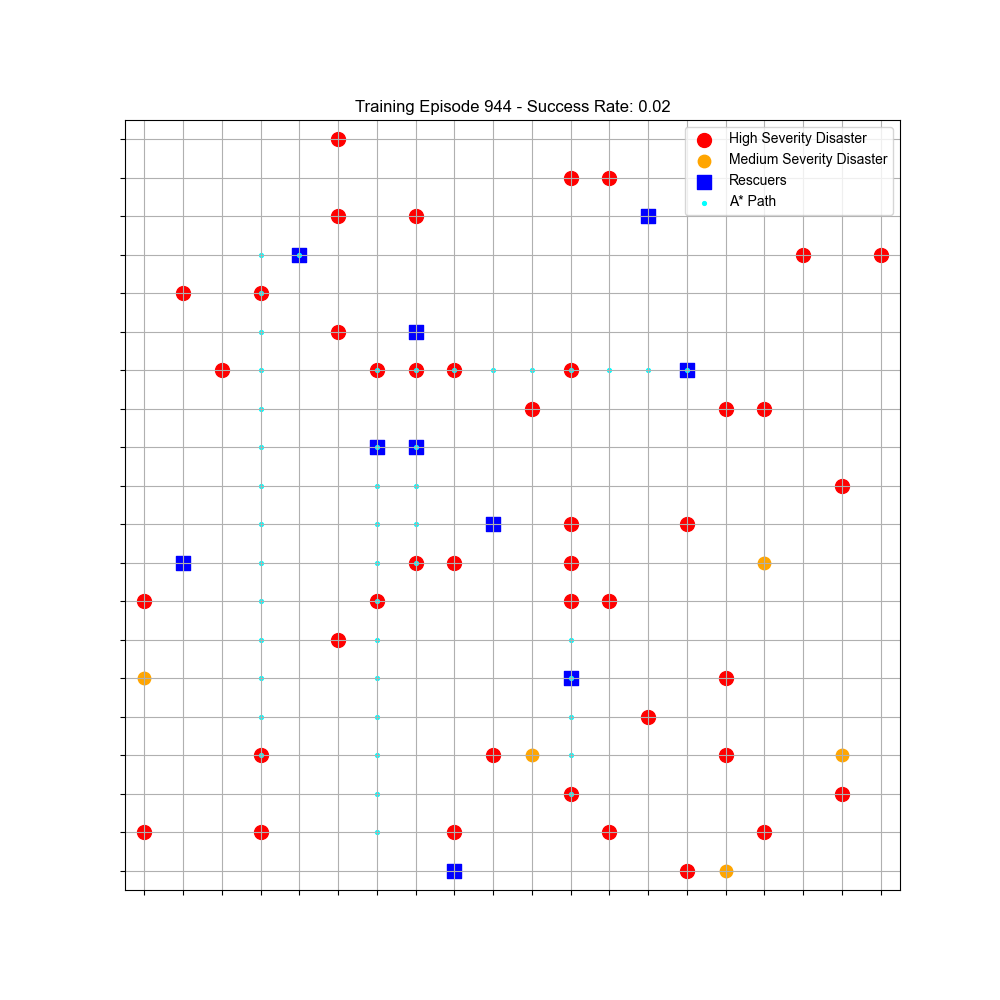 Training Episode 944 - Success Rate: 0.02
High Severity Disaster
Medium Severity Disaster
Rescuers
A* Path